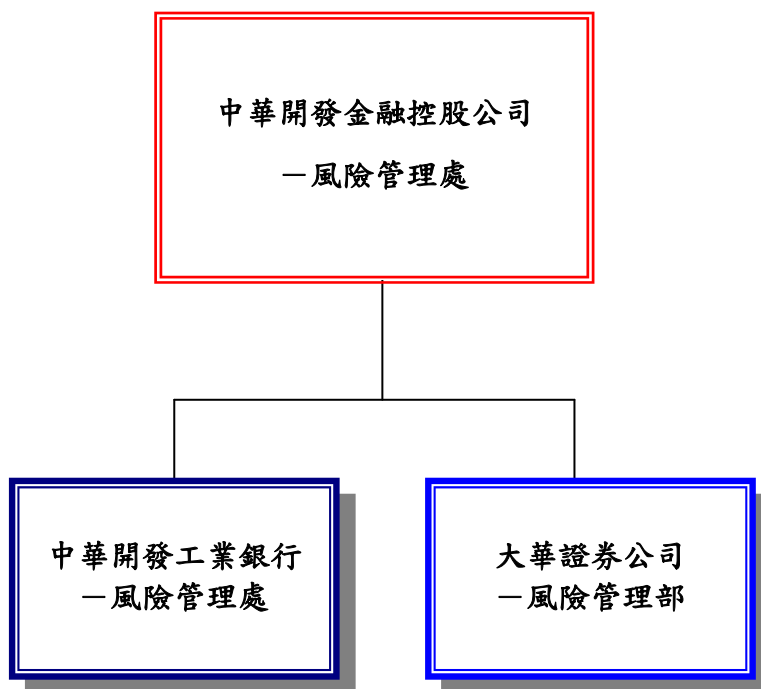 中華開發金融控股公司
－風險管理處
中華開發工業銀行
－風險管理處
大華證券公司
－風險管理部